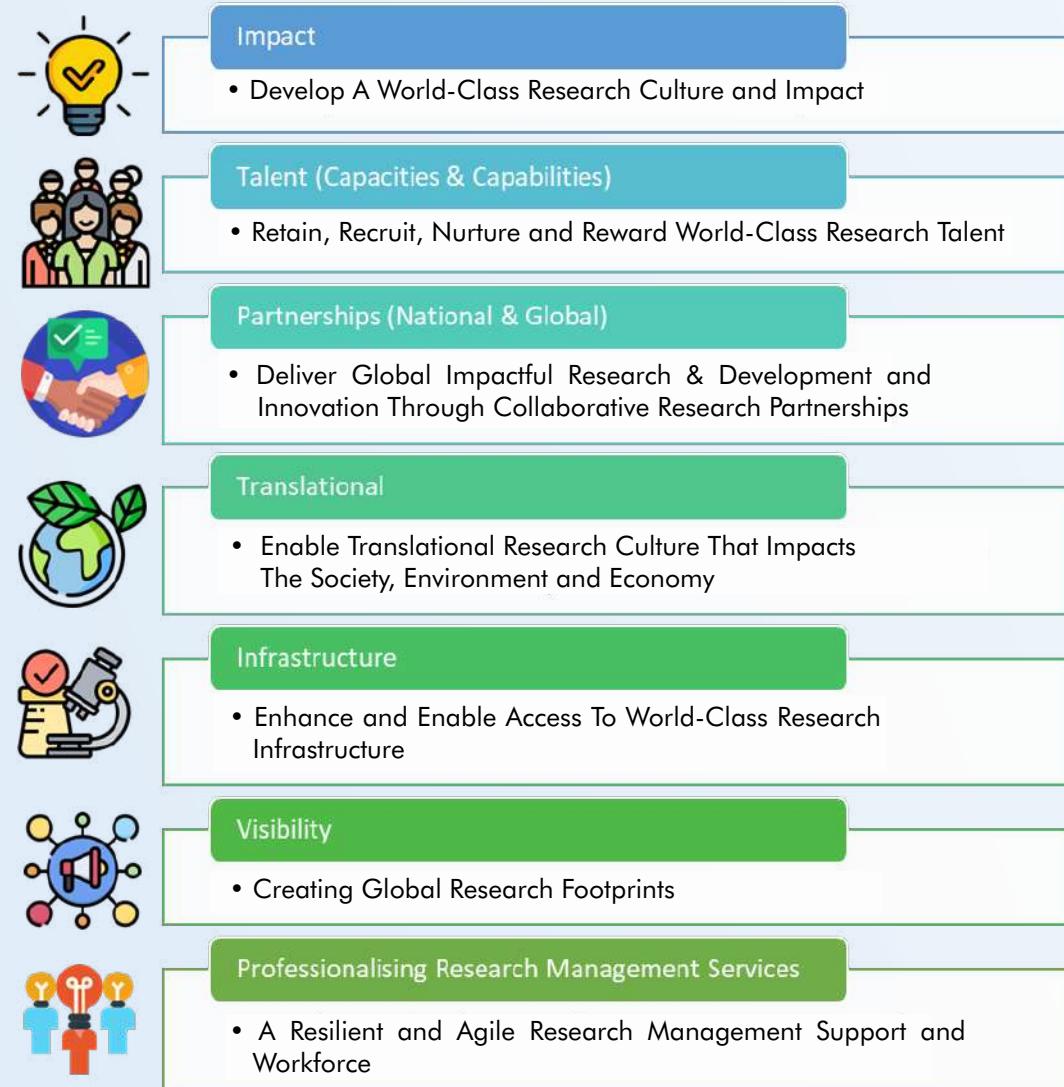 Impact
• Develop A World-Class Research Culture and Impact
Talent (Capacities & Capabilities)
• Retain, Recruit, Nurture and Reward World-Class Research Talent
Partnerships (National & Global)
• Deliver Global Impactful Research & Development and
Innovation Through Collaborative Research Partnerships
Translational
• Enable Translational Research Culture That Impacts
The Society, Environment and Economy
Infrastructure
• Enhance and Enable Access To World-Class Research
Infrastructure
Visibility
• Creating Global Research Footprints
Professionalising Research Management Services
• A Resilient and Agile Research Management Support and
Workforce